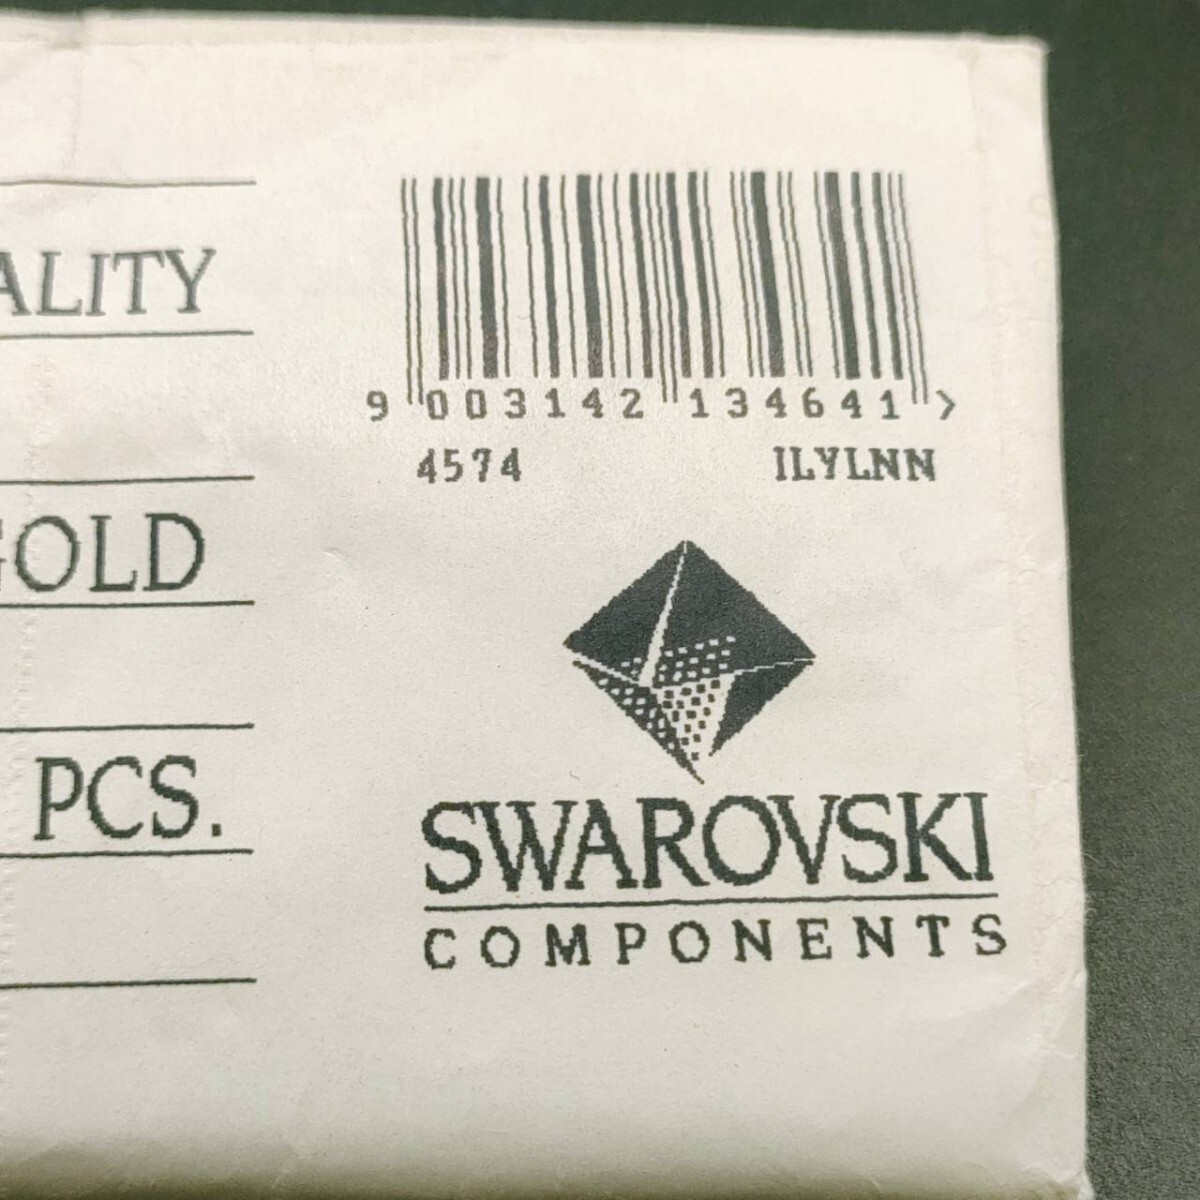 ALITY
GOLD
PCS.
9 003142 134641 >
4574 ILYLNN
SWAROVSKI
COMPONENTS